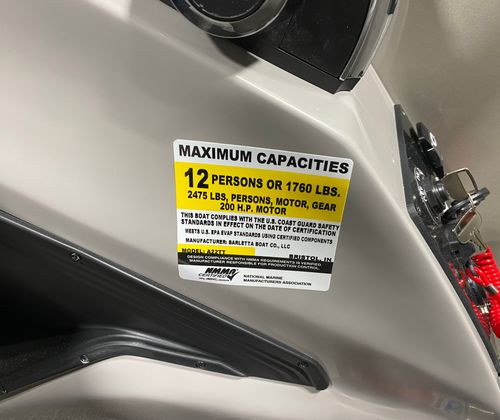 MAXIMUM CAPACITIES
12 PERSONS OR 1760 LBS.
2475 LBS, PERSONS, MOTOR, GEAR
200 H.P. MOTOR
THIS BOAT COMPLIES WITH THE U.S. COAST GUARD SAFETY
STANDARDS IN EFFECT ON THE DATE OF CERTIFICATION
MEETS U.S. EPA EVAP STANDARDS USING CERTIFIED COMPONENTS
MANUFACTURER: BARLETTA BOAT CO., LLC
MODEL: A22TT BRISTOL, IN
DESIGN COMPLIANCE WITH NMMA REQUIREMENTS IS VERIFIED.
MANUFACTURER RESPONSIBLE FOR PRODUCTION CONTROL.
NMMA
CERTIFIED
NATIONAL MARINE
MANUFACTURERS ASSOCIATION